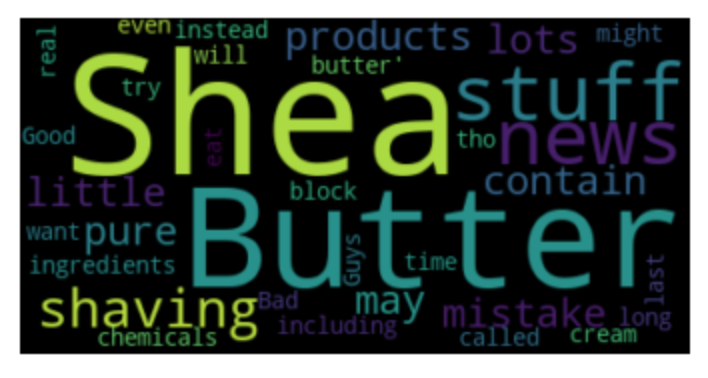 real even instead products lots might
will butter'
Shea stuff
try
Good eat tho news
little block contain
want pure Butter
ingredients Guys time last
shaving Bad may mistake long
including
chemicals called cream